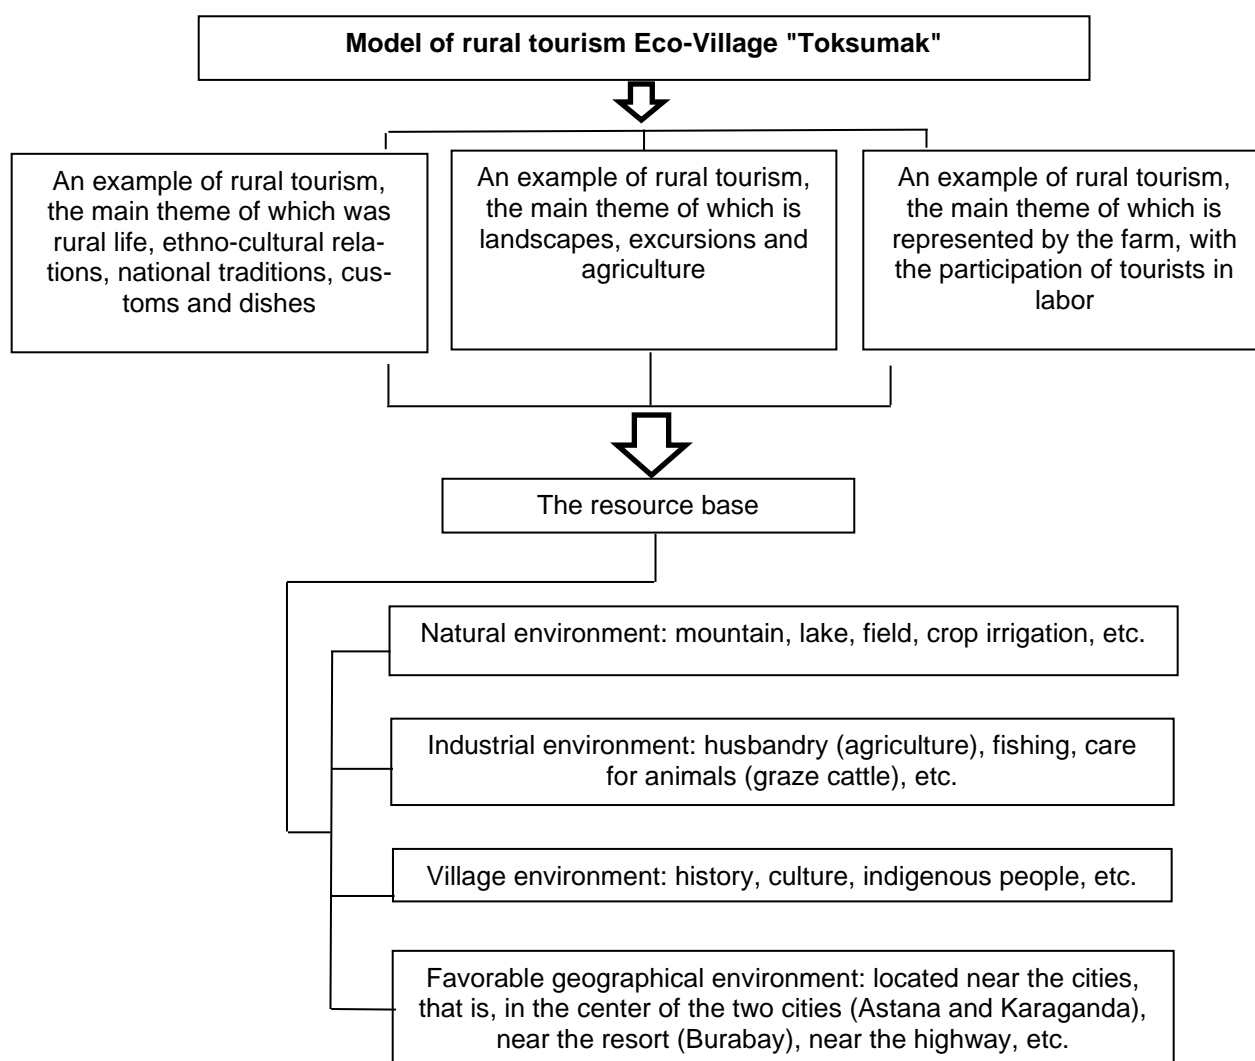 Model of rural tourism Eco-Village "Toksumak"
An example of rural tourism,
the main theme of which was
rural life, ethno-cultural rela-
tions, national traditions, cus-
toms and dishes
An example of rural tourism,
the main theme of which is
landscapes, excursions and
agriculture
An example of rural tourism,
the main theme of which is
represented by the farm, with
the participation of tourists in
labor
The resource base
Natural environment: mountain, lake, field, crop irrigation, etc.
Industrial environment: husbandry (agriculture), fishing, care
for animals (graze cattle), etc.
Village environment: history, culture, indigenous people, etc.
Favorable geographical environment: located near the cities,
that is, in the center of the two cities (Astana and Karaganda),
near the resort (Burabay), near the highway, etc.